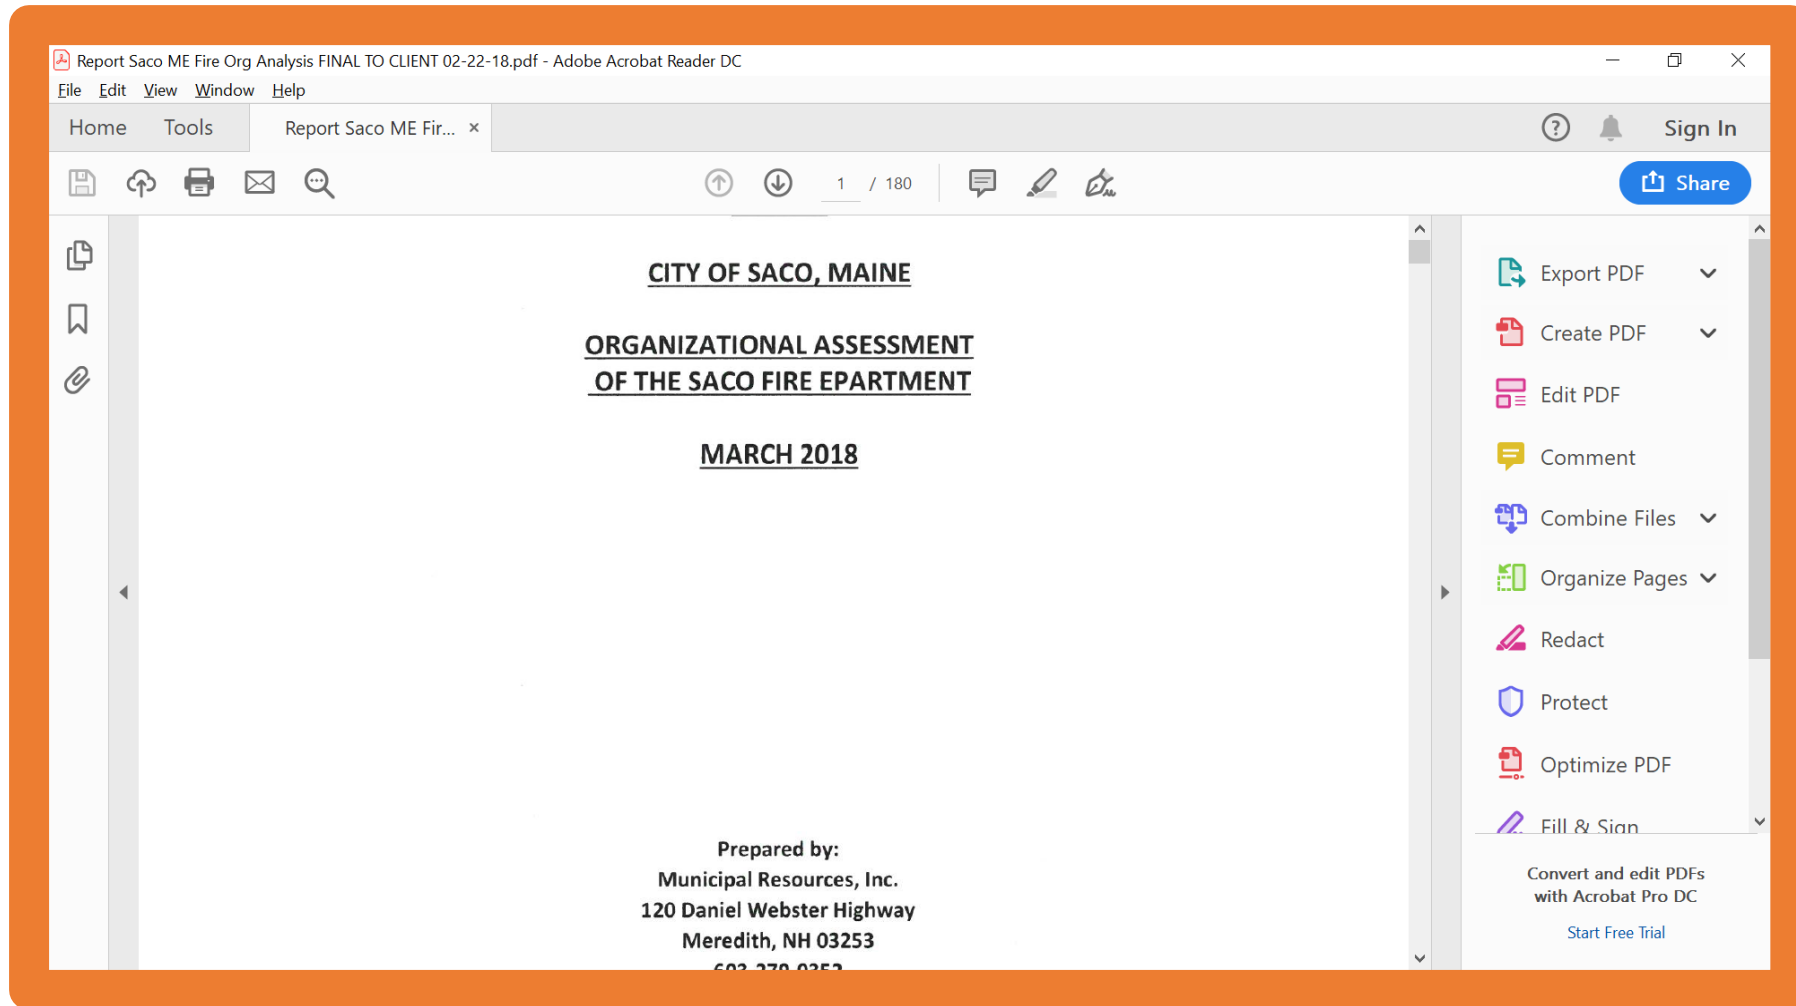 Report Saco ME Fire Org Analysis FINAL TO CLIENT 02-22-18.pdf - Adobe Acrobat Reader DC
File Edit View Window Help
Home Tools Report Saco ME Fir... × Sign In
1 / 180 Share
CITY OF SACO, MAINE
ORGANIZATIONAL ASSESSMENT
OF THE SACO FIRE EPARTMENT
MARCH 2018
Prepared by:
Municipal Resources, Inc.
120 Daniel Webster Highway
Meredith, NH 03253
603-279-0352
Export PDF
Create PDF
Edit PDF
Comment
Combine Files
Organize Pages
Redact
Protect
Optimize PDF
Fill & Sign
Convert and edit PDFs
with Acrobat Pro DC
Start Free Trial